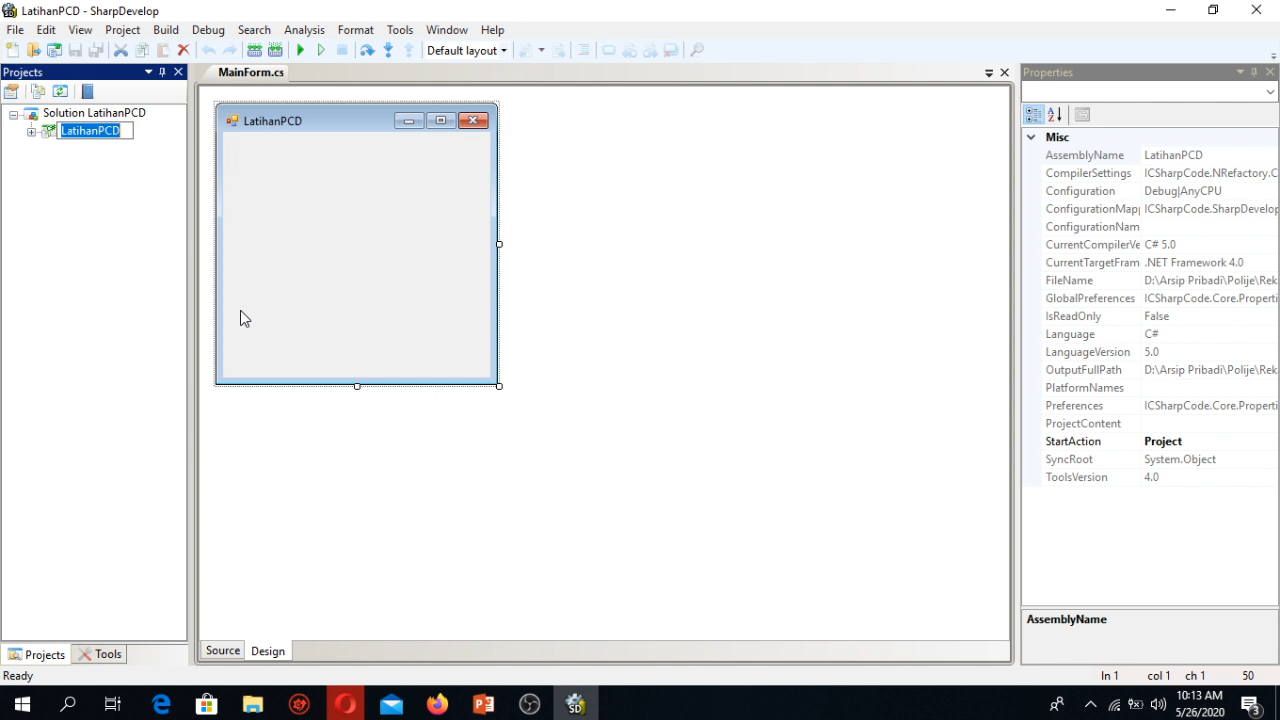 LatihanPCD - SharpDevelop
File Edit View Project Build Debug Search Analysis Format Tools Window Help
Default layout
Projects
MainForm.cs
Properties
Solution LatihanPCD
LatihanPCD
LatihanPCD
Misc
AssemblyName LatihanPCD
CompilerSettings ICSharpCode.NRefactory.C
Configuration Debug|AnyCPU
ConfigurationMapp ICSharpCode.SharpDevelop
ConfigurationNam
CurrentCompilerVe C# 5.0
CurrentTargetFram .NET Framework 4.0
FileName D:\Arsip Pribadi\Polije\Rek
GlobalPreferences ICSharpCode.Core.Properti
IsReadOnly False
Language C#
LanguageVersion 5.0
OutputFullPath D:\Arsip Pribadi\Polije\Rek
PlatformNames
Preferences ICSharpCode.Core.Properti
ProjectContent
StartAction Project
SyncRoot System.Object
ToolsVersion 4.0
AssemblyName
Projects Tools
Source Design
Ready
ln 1 col 1 ch 1 50
10:13 AM
5/26/2020
3